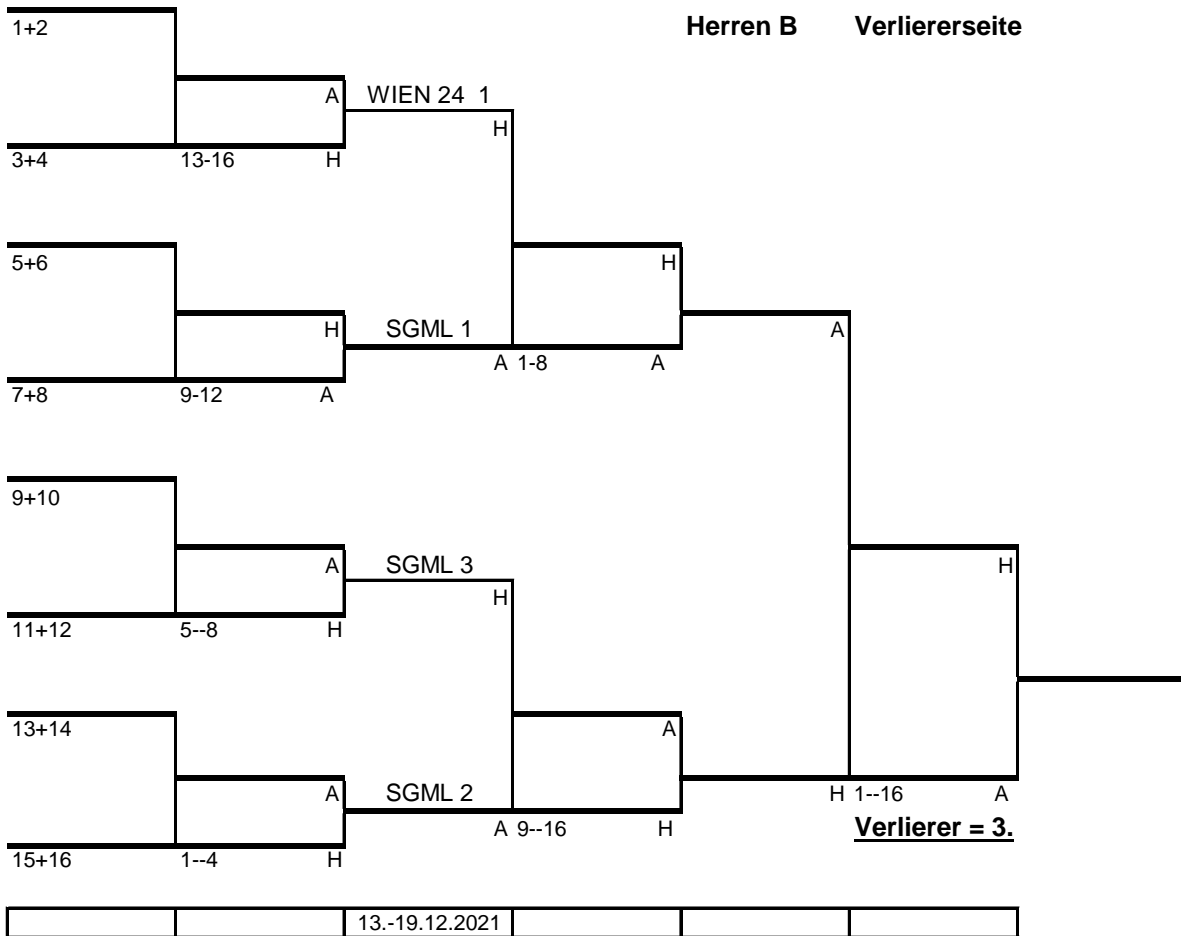 1+2 Herren B Verliererseite
A WIEN 24 1
H
3+4 13-16 H
5+6 H
H SGML 1 A
A 1-8 A
7+8 9-12 A
9+10
A SGML 3 H
H
11+12 5--8 H
13+14 A
A SGML 2 H 1--16 A
A 9--16 H Verlierer = 3.
15+16 1--4 H
13.-19.12.2021